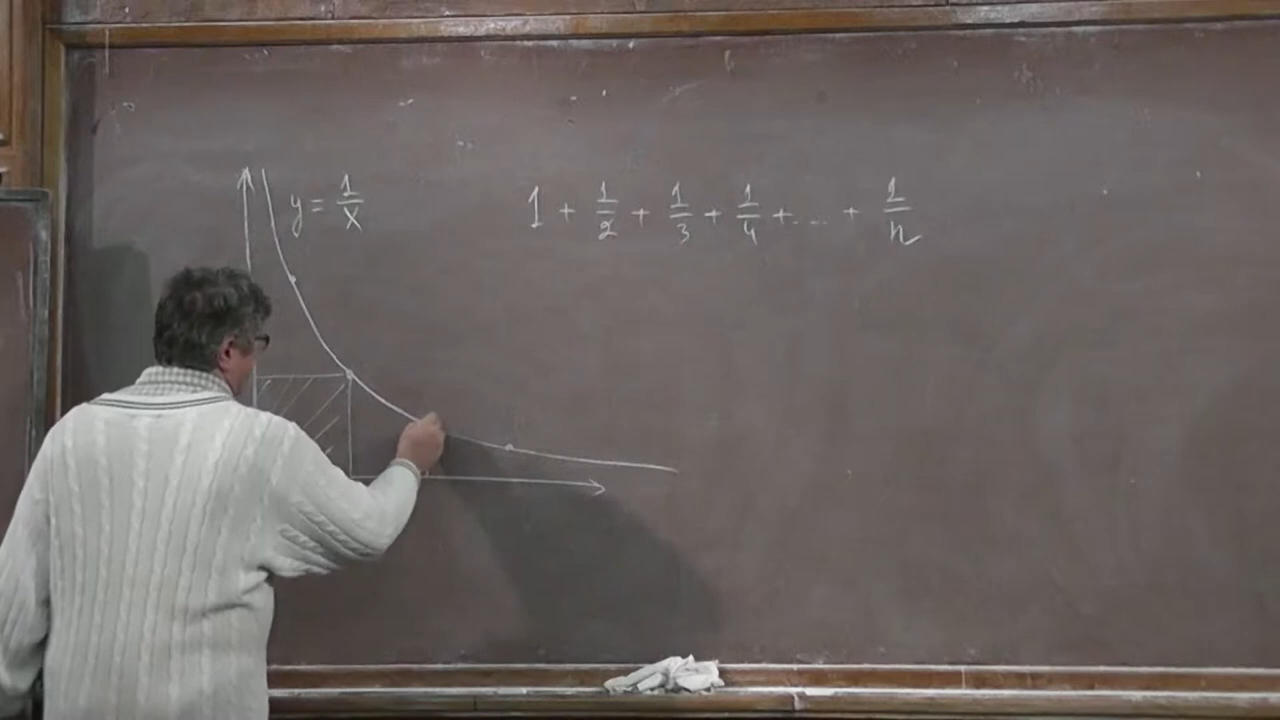 y = 1/x
1 + 1/2 + 1/3 + 1/4 + ... + 1/n